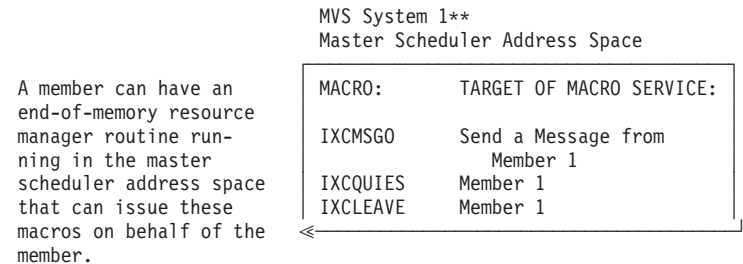 MVS System 1**
Master Scheduler Address Space
A member can have an
end-of-memory resource
manager routine run-
ning in the master
scheduler address space
that can issue these
macros on behalf of the
member.
MACRO: TARGET OF MACRO SERVICE:
IXCMSGO Send a Message from
Member 1
IXCQUIES Member 1
IXCLEAVE Member 1